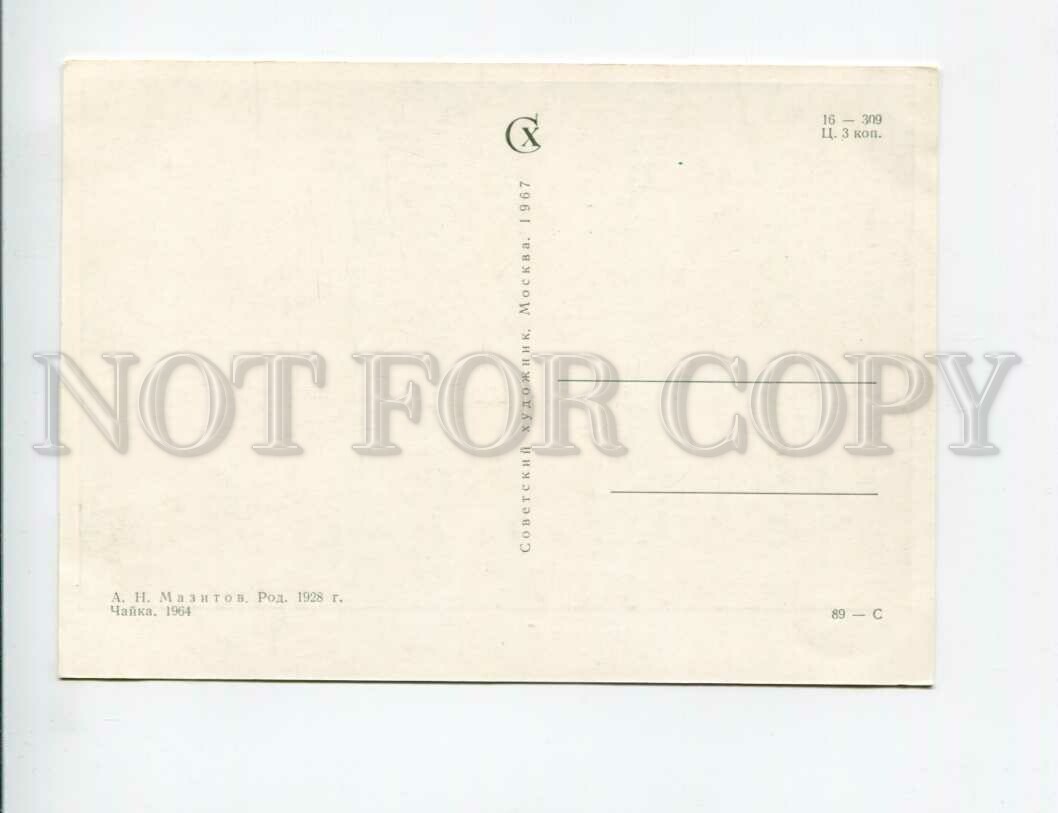 СХ
16 — 309
Ц. 3 коп.
Советский художник. Москва. 1967
А. Н. Мазитов. Род. 1928 г.
Чайка. 1964
89 — С
NOT FOR COPY